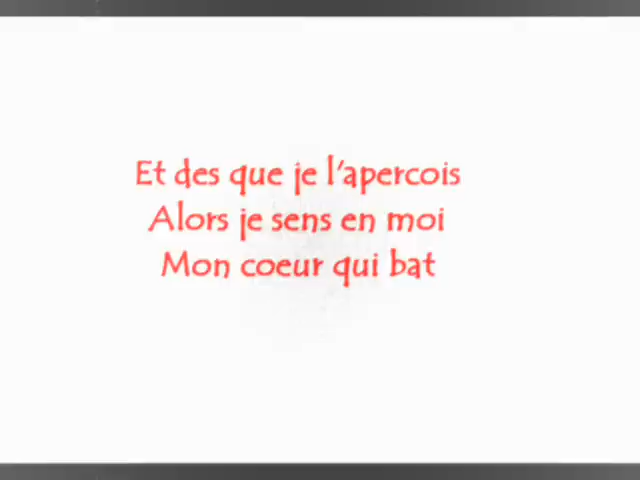 Et des que je l'apercois
Alors je sens en moi
Mon coeur qui bat